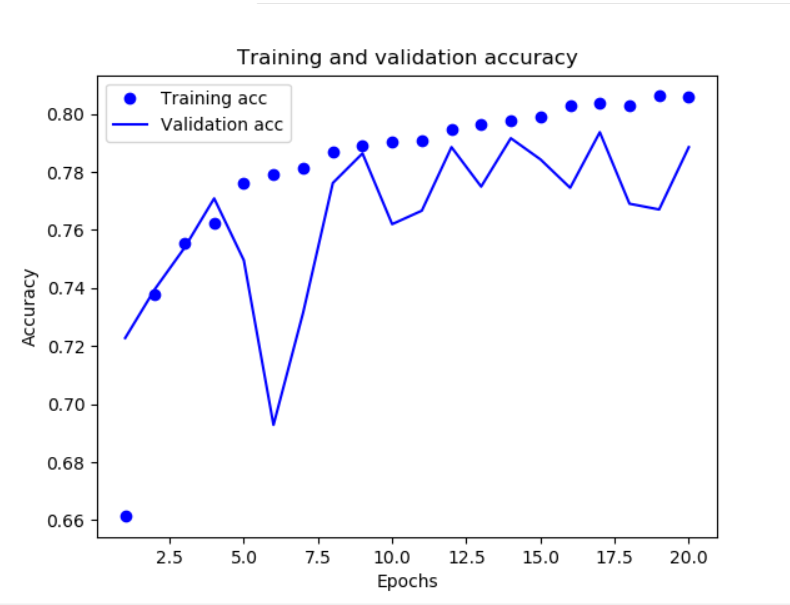 Training and validation accuracy
Training acc
Validation acc
0.80
0.78
0.76
0.74
0.72
0.70
0.68
0.66
Accuracy
2.5 5.0 7.5 10.0 12.5 15.0 17.5 20.0
Epochs